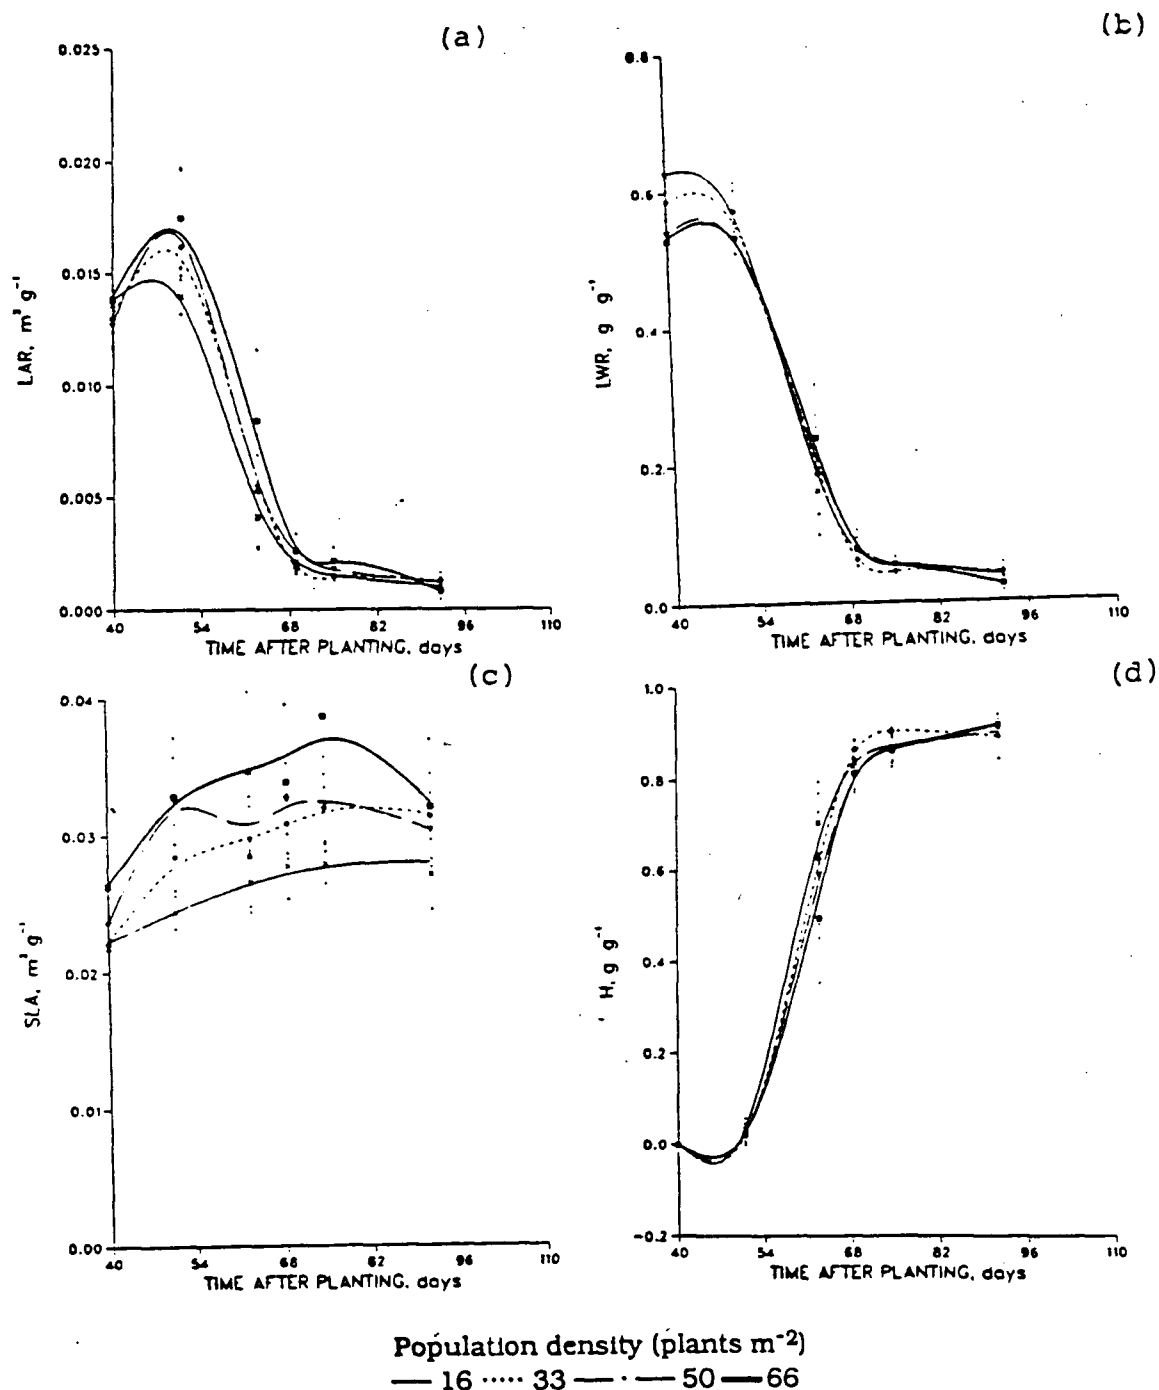 (a)
0.025
0.020
0.015
0.010
0.005
0.000
LAR, m³ g⁻¹
40 54 68 82 96 110
TIME AFTER PLANTING, days
(b)
0.8
0.6
0.4
0.2
0.0
LWR, g g⁻¹
40 54 68 82 96 110
TIME AFTER PLANTING, days
(c)
0.04
0.03
0.02
0.01
0.00
SLA, m³ g⁻¹
40 54 68 82 96 110
TIME AFTER PLANTING, days
(d)
1.0
0.8
0.6
0.4
0.2
0.0
-0.2
H, g g⁻¹
40 54 68 82 96 110
TIME AFTER PLANTING, days
Population density (plants m⁻²)
16 33 50 66